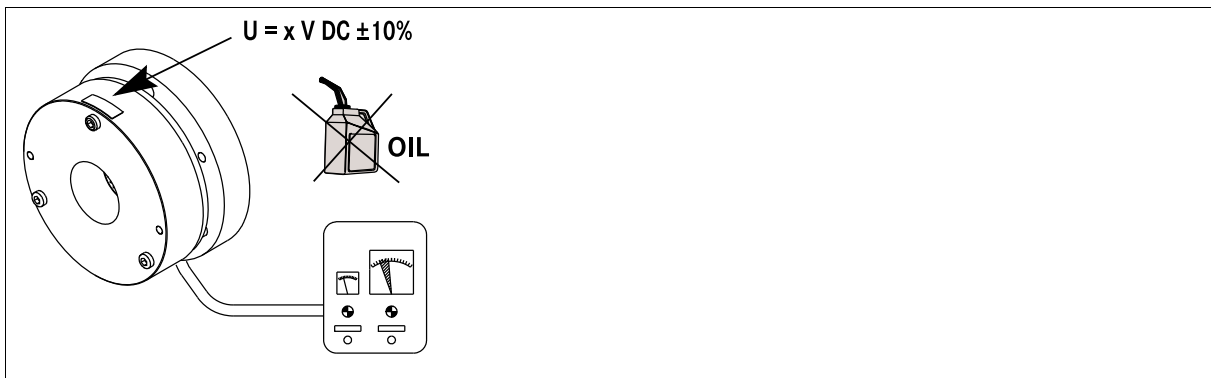 U = x V DC ±10%
OIL